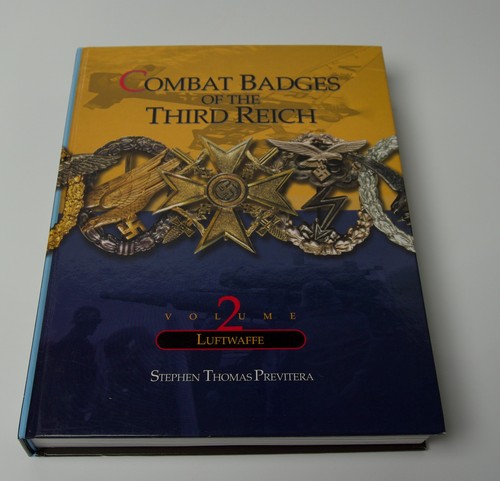 COMBAT BADGES
OF THE
THIRD REICH
VOLUME
2
LUFTWAFFE
STEPHEN THOMAS PREVITERA